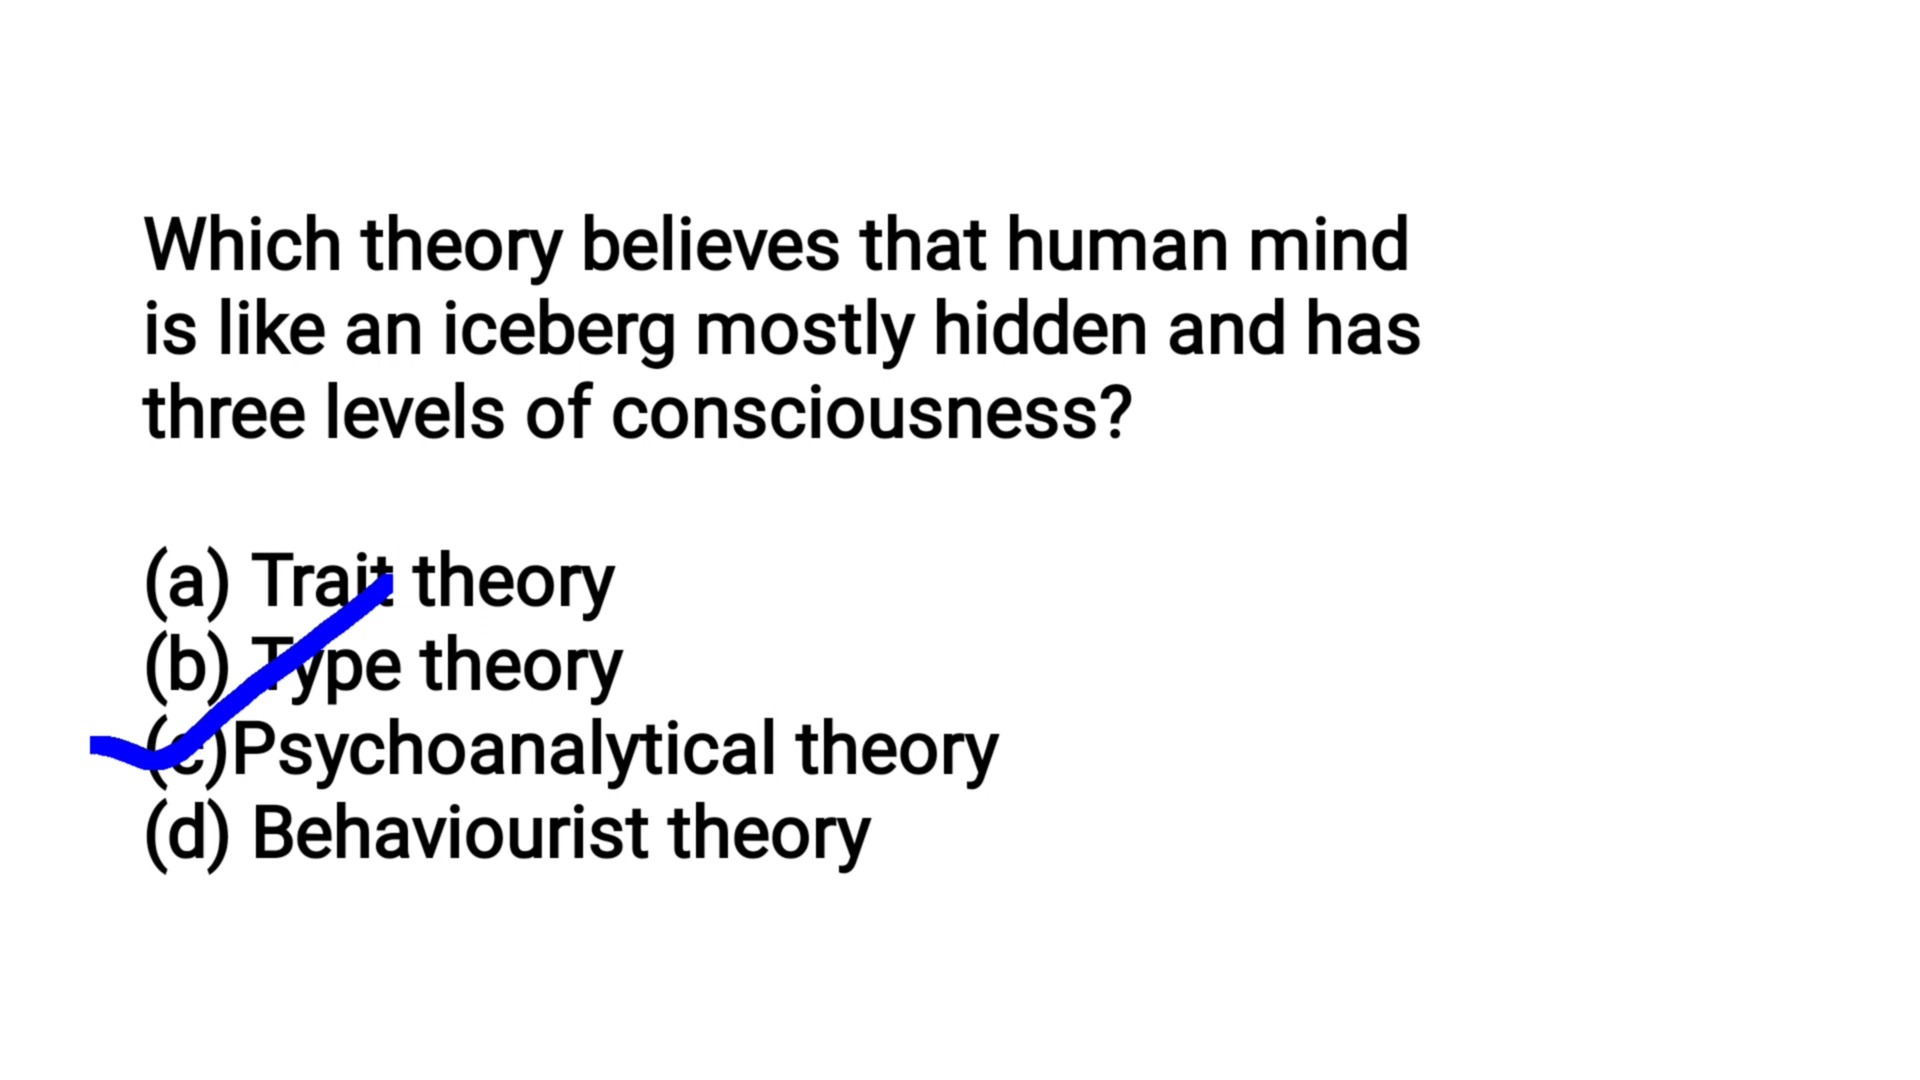 Which theory believes that human mind
is like an iceberg mostly hidden and has
three levels of consciousness?
(a) Trait theory
(b) Type theory
(c)Psychoanalytical theory
(d) Behaviourist theory